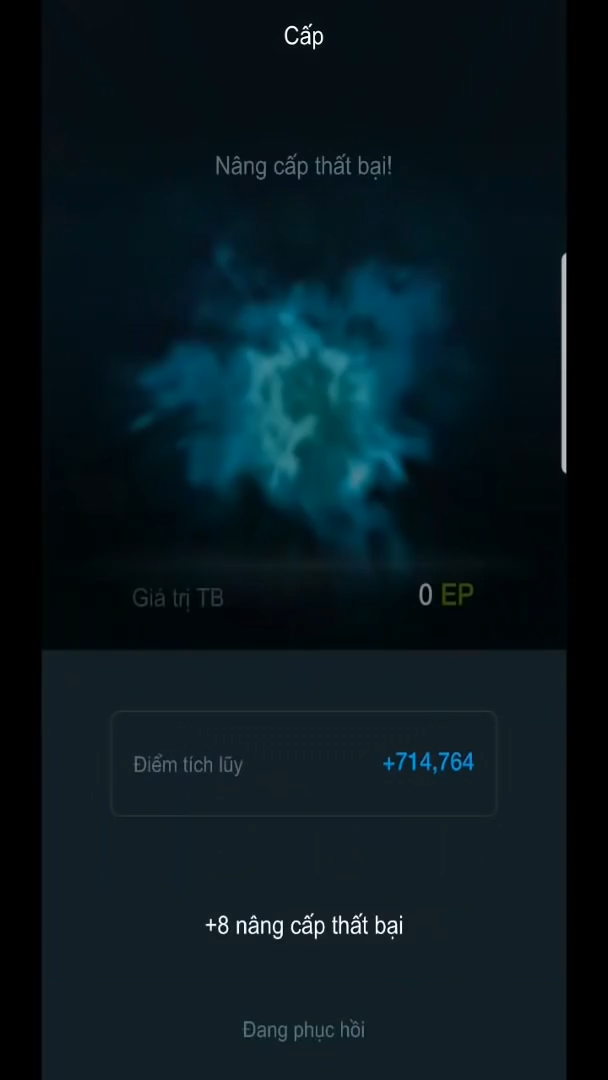 Cấp
Nâng cấp thất bại!
Giá trị TB 0 EP
Điểm tích lũy +714,764
+8 nâng cấp thất bại
Đang phục hồi